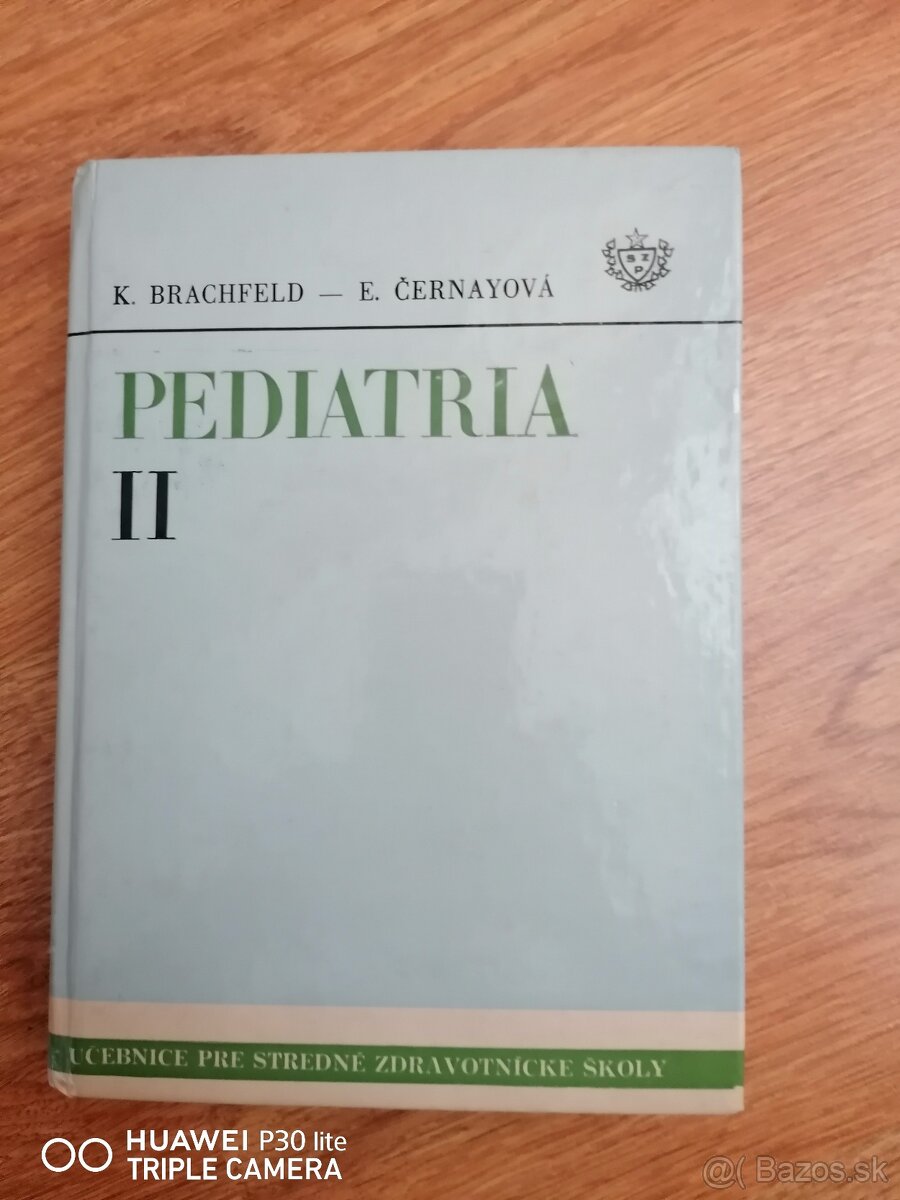 K. BRACHFELD — E. ČERNAYOVÁ
S Z
P
PEDIATRIA
II
UČEBNICE PRE STREDNÉ ZDRAVOTNÍCKE ŠKOLY
HUAWEI P30 lite
TRIPLE CAMERA
@( Bazos.sk